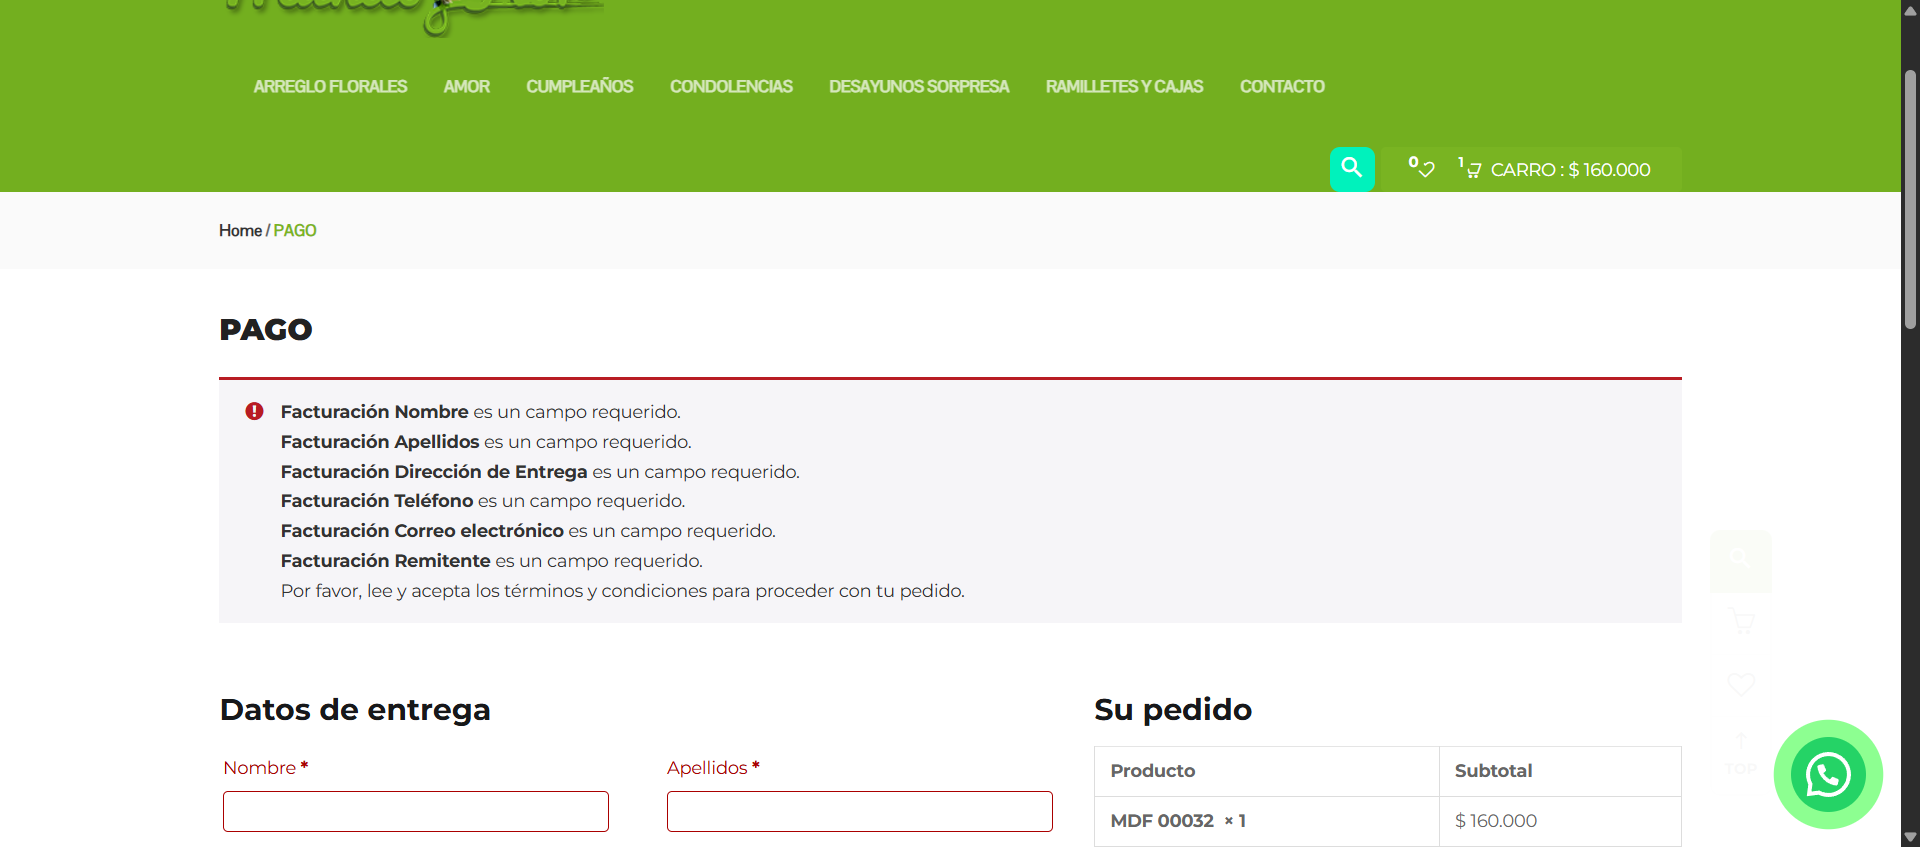 ARREGLO FLORALES AMOR CUMPLEAÑOS CONDOLENCIAS DESAYUNOS SORPRESA RAMILLETES Y CAJAS CONTACTO
0 1 CARRO : $ 160.000
Home / PAGO
PAGO
Facturación Nombre es un campo requerido.
Facturación Apellidos es un campo requerido.
Facturación Dirección de Entrega es un campo requerido.
Facturación Teléfono es un campo requerido.
Facturación Correo electrónico es un campo requerido.
Facturación Remitente es un campo requerido.
Por favor, lee y acepta los términos y condiciones para proceder con tu pedido.
Datos de entrega
Nombre *
Apellidos *
Su pedido
Producto Subtotal
MDF 00032 × 1 $ 160.000
TOP